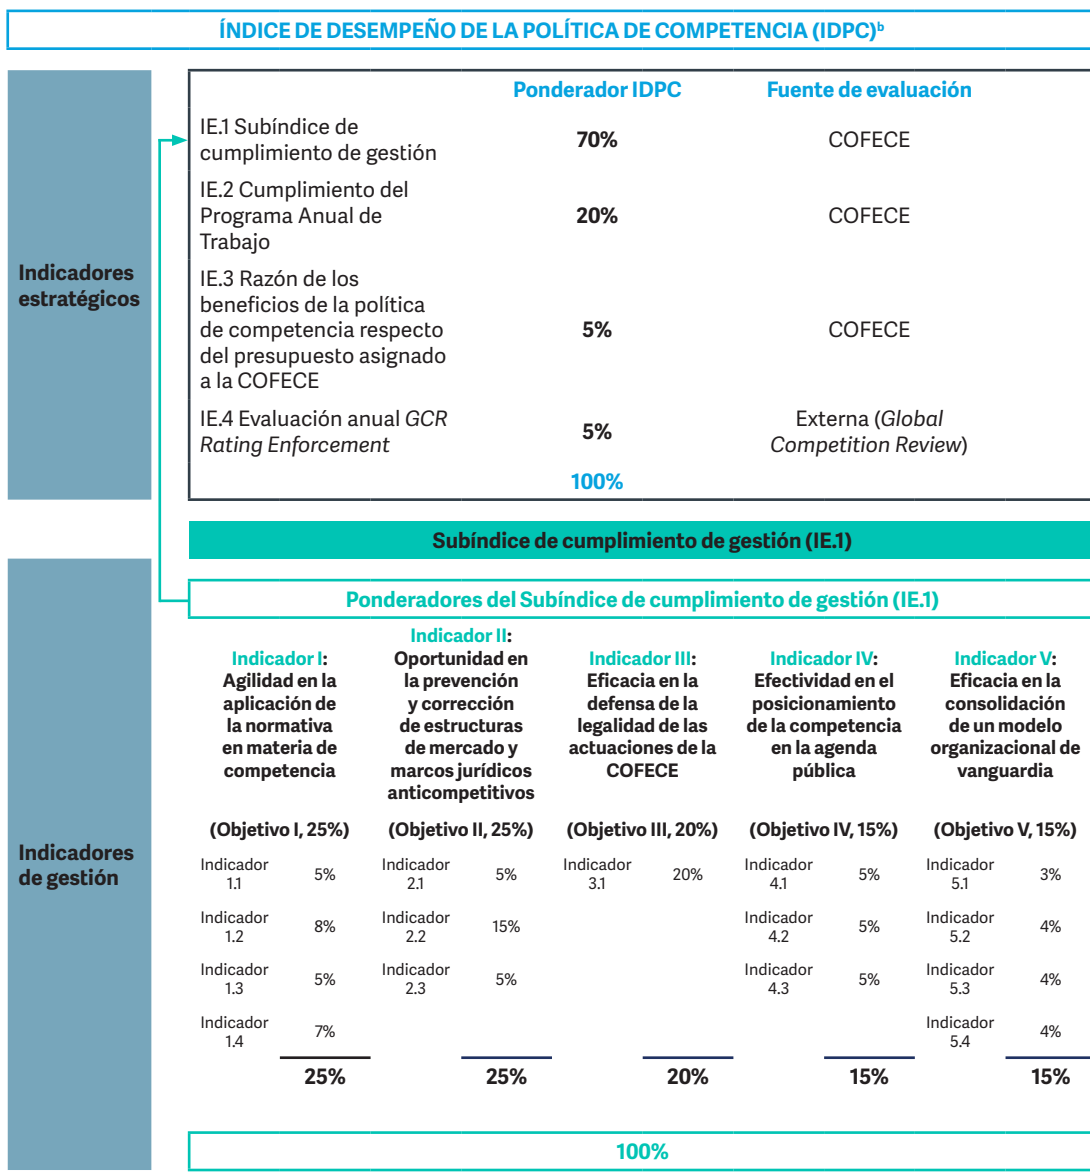 ÍNDICE DE DESEMPEÑO DE LA POLÍTICA DE COMPETENCIA (IDPC)ᵇ
Indicadores
estratégicos
Ponderador IDPC
Fuente de evaluación
IE.1 Subíndice de
cumplimiento de gestión
70%
COFECE
IE.2 Cumplimiento del
Programa Anual de
Trabajo
20%
COFECE
IE.3 Razón de los
beneficios de la política
de competencia respecto
del presupuesto asignado
a la COFECE
5%
COFECE
IE.4 Evaluación anual GCR
Rating Enforcement
5%
Externa (Global
Competition Review)
100%
Subíndice de cumplimiento de gestión (IE.1)
Indicadores
de gestión
Ponderadores del Subíndice de cumplimiento de gestión (IE.1)
Indicador I:
Agilidad en la
aplicación de
la normativa
en materia de
competencia
(Objetivo I, 25%)
Indicador 1.1 5%
Indicador 1.2 8%
Indicador 1.3 5%
Indicador 1.4 7%
25%
Indicador II:
Oportunidad en
la prevención
y corrección
de estructuras
de mercado y
marcos jurídicos
anticompetitivos
(Objetivo II, 25%)
Indicador 2.1 5%
Indicador 2.2 15%
Indicador 2.3 5%
25%
Indicador III:
Eficacia en la
defensa de la
legalidad de las
actuaciones de la
COFECE
(Objetivo III, 20%)
Indicador 3.1 20%
20%
Indicador IV:
Efectividad en el
posicionamiento
de la competencia
en la agenda
pública
(Objetivo IV, 15%)
Indicador 4.1 5%
Indicador 4.2 5%
Indicador 4.3 5%
15%
Indicador V:
Eficacia en la
consolidación
de un modelo
organizacional de
vanguardia
(Objetivo V, 15%)
Indicador 5.1 3%
Indicador 5.2 4%
Indicador 5.3 4%
Indicador 5.4 4%
15%
100%